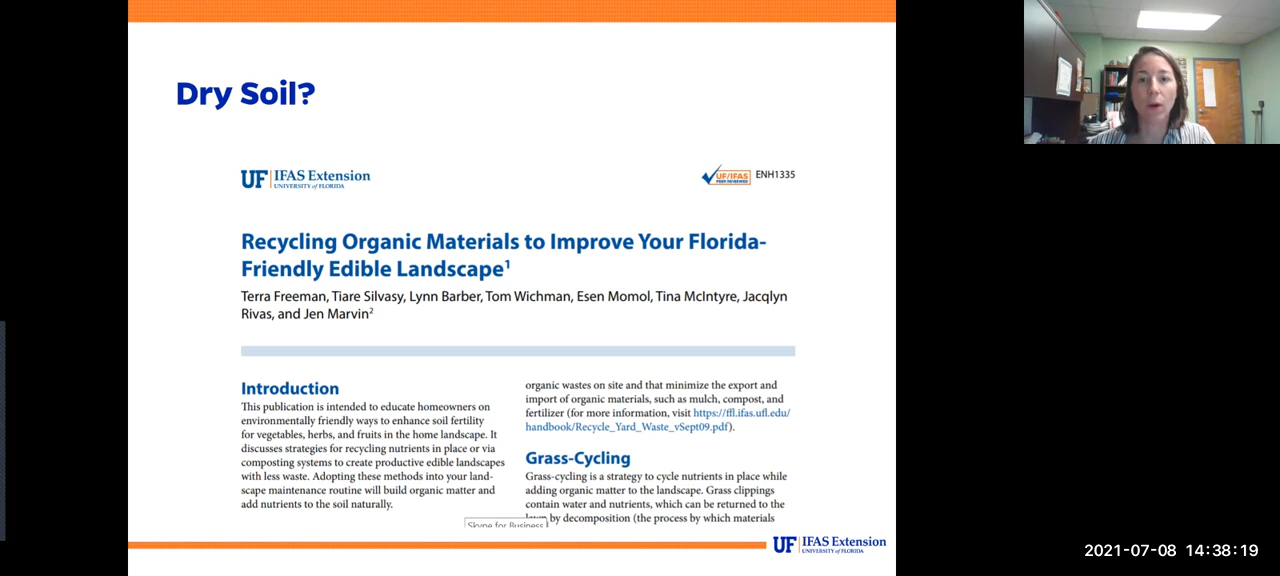 Dry Soil?
UF IFAS Extension
UNIVERSITY of FLORIDA
UF/IFAS
PEER REVIEWED
ENH1335
Recycling Organic Materials to Improve Your Florida-
Friendly Edible Landscape1
Terra Freeman, Tiare Silvasy, Lynn Barber, Tom Wichman, Esen Momol, Tina McIntyre, Jacqlyn
Rivas, and Jen Marvin2
Introduction
This publication is intended to educate homeowners on
environmentally friendly ways to enhance soil fertility
for vegetables, herbs, and fruits in the home landscape. It
discusses strategies for recycling nutrients in place or via
composting systems to create productive edible landscapes
with less waste. Adopting these methods into your land-
scape maintenance routine will build organic matter and
add nutrients to the soil naturally.
organic wastes on site and that minimize the export and
import of organic materials, such as mulch, compost, and
fertilizer (for more information, visit https://ffl.ifas.ufl.edu/
handbook/Recycle_Yard_Waste_vSept09.pdf).
Grass-Cycling
Grass-cycling is a strategy to cycle nutrients in place while
adding organic matter to the landscape. Grass clippings
contain water and nutrients, which can be returned to the
lawn by decomposition (the process by which materials
Skype for Business
UF IFAS Extension
UNIVERSITY of FLORIDA
2021-07-08 14:38:19